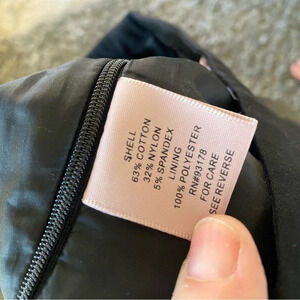 SHELL
63% COTTON
32% NYLON
5% SPANDEX
LINING
100% POLYESTER
RN#93178
FOR CARE
SEE REVERSE